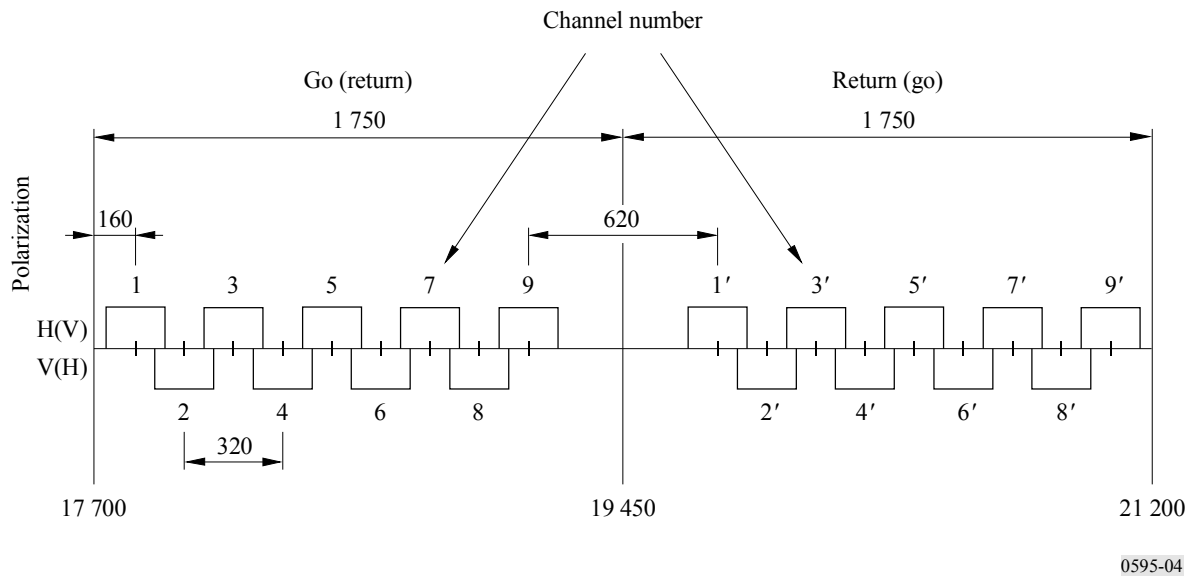 Channel number
Go (return)
Return (go)
1 750
1 750
Polarization
160
620
1 3 5 7 9 1′ 3′ 5′ 7′ 9′
H(V)
V(H)
2 4 6 8 2′ 4′ 6′ 8′
320
17 700 19 450 21 200
0595-04